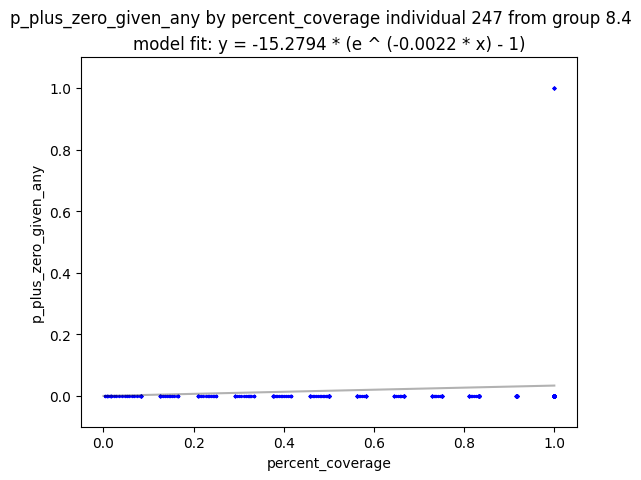 p_plus_zero_given_any by percent_coverage individual 247 from group 8.4
model fit: y = -15.2794 * (e ^ (-0.0022 * x) - 1)
1.0
0.8
0.6
0.4
0.2
0.0
p_plus_zero_given_any
0.0 0.2 0.4 0.6 0.8 1.0
percent_coverage